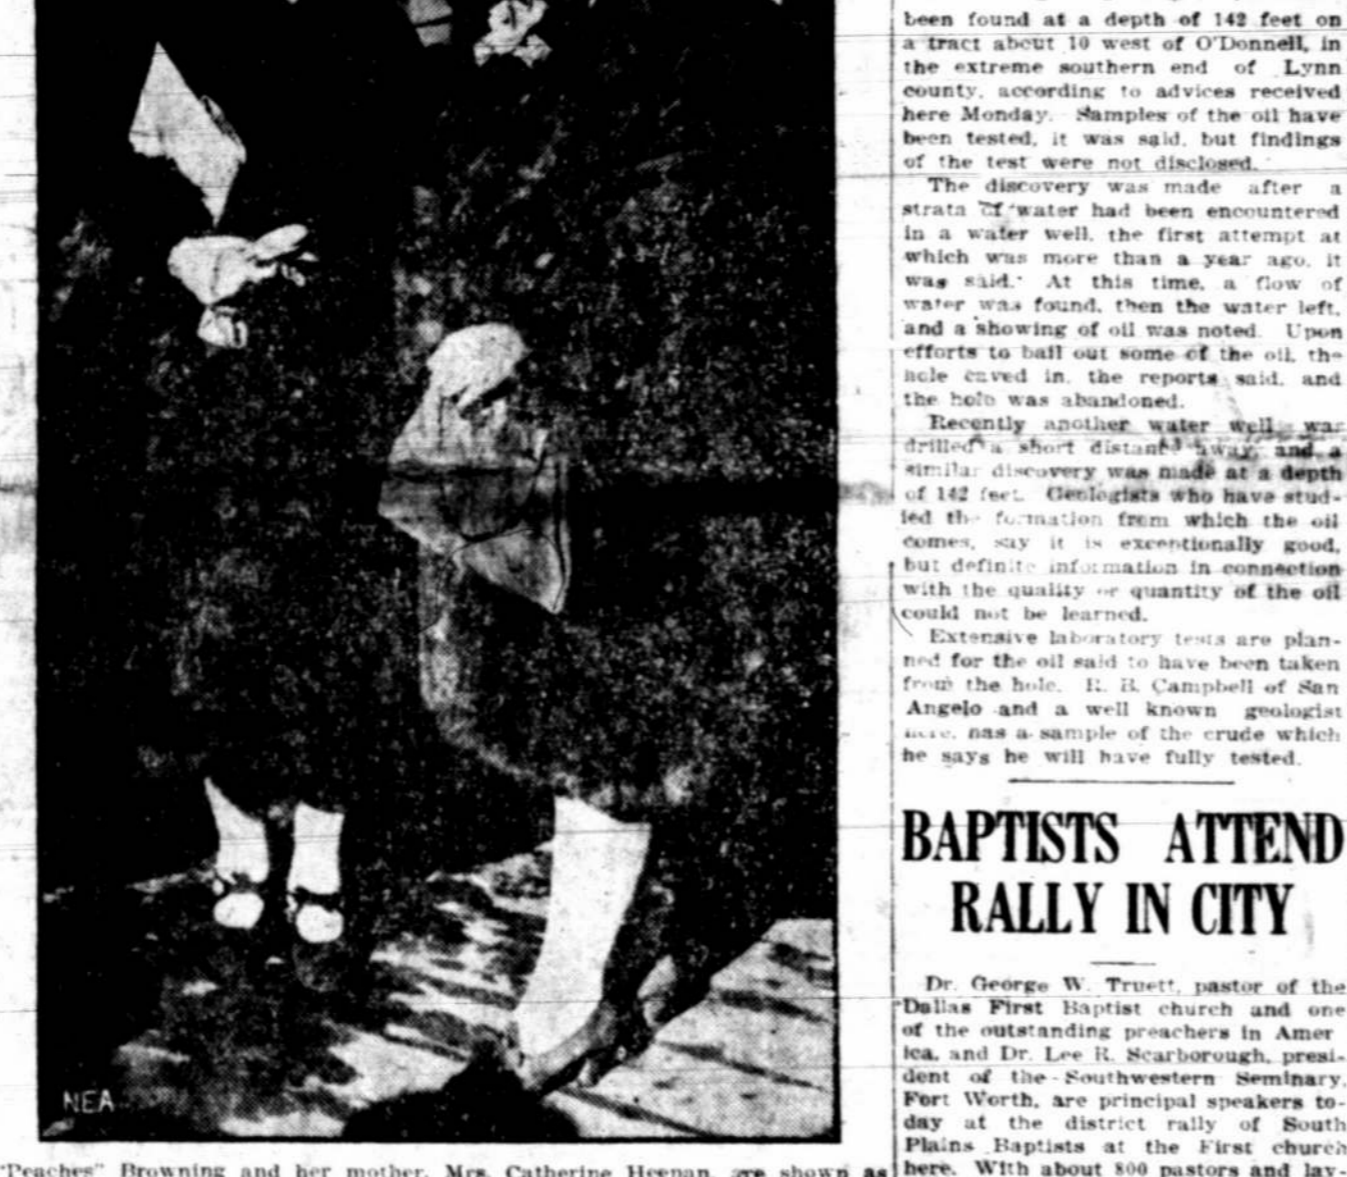 NEA
"Peaches" Browning and her mother, Mrs. Catherine Heenan, are shown as
been found at a depth of 142 feet on
a tract about 10 west of O'Donnell, in
the extreme southern end of Lynn
county, according to advices received
here Monday. Samples of the oil have
been tested, it was said, but findings
of the test were not disclosed.
The discovery was made after a
strata of water had been encountered
in a water well, the first attempt at
which was more than a year ago, it
was said. At this time, a flow of
water was found, then the water left,
and a showing of oil was noted. Upon
efforts to bail out some of the oil, the
hole caved in, the reports said, and
the hole was abandoned.
Recently another water well was
drilled a short distance away, and a
similar discovery was made at a depth
of 142 feet. Geologists who have stud-
ied the formation from which the oil
comes, say it is exceptionally good,
but definite information in connection
with the quality or quantity of the oil
could not be learned.
Extensive laboratory tests are plan-
ned for the oil said to have been taken
from the hole. R. B. Campbell of San
Angelo and a well known geologist
here, has a sample of the crude which
he says he will have fully tested.
BAPTISTS ATTEND
RALLY IN CITY
Dr. George W. Truett, pastor of the
Dallas First Baptist church and one
of the outstanding preachers in Amer
ica, and Dr. Lee R. Scarborough, presi-
dent of the Southwestern Seminary,
Fort Worth, are principal speakers to-
day at the district rally of South
Plains Baptists at the First church
here. With about 800 pastors and lay-